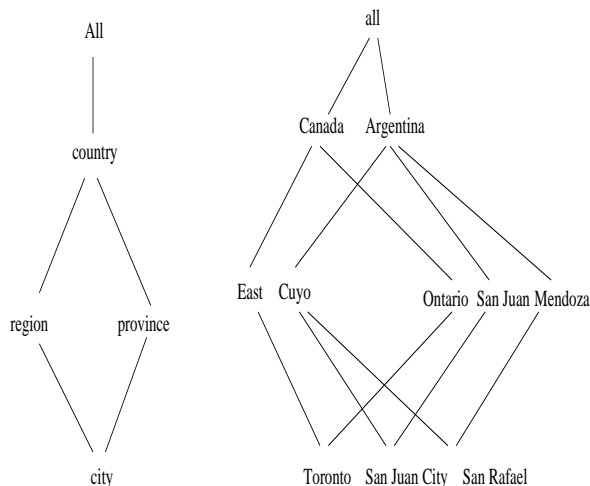 All
country
region province
city
all
Canada Argentina
East Cuyo Ontario San Juan Mendoza
Toronto San Juan City San Rafael